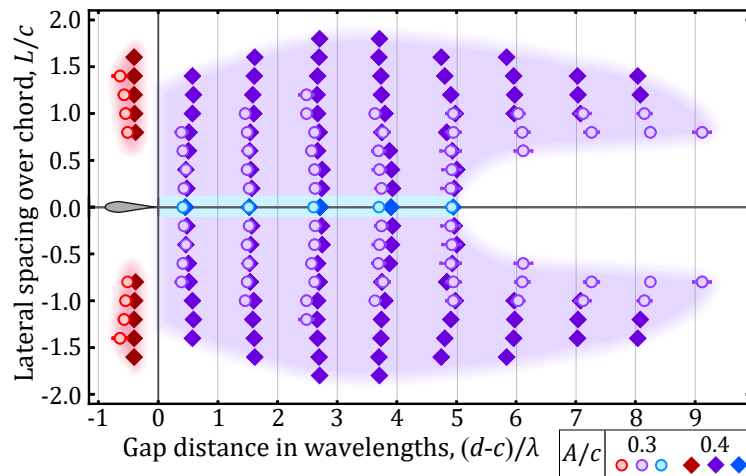 Lateral spacing over chord, L/c
2.0
1.5
1.0
0.5
0.0
-0.5
-1.0
-1.5
-2.0
-1 0 1 2 3 4 5 6 7 8 9
Gap distance in wavelengths, (d-c)/λ
A/c 0.3 0.4